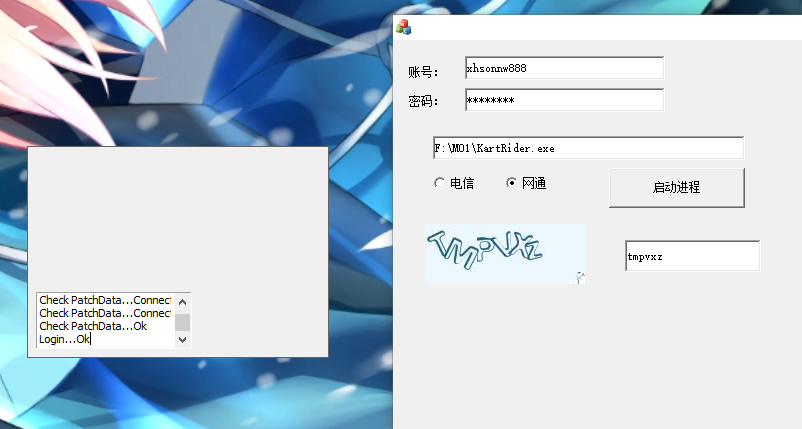 账号： xhsonnw888
密码： ********
F:\M01\KartRider.exe
电信 网通 启动进程
TMPVXZ tmpvxz
Check PatchData...Connect
Check PatchData...Connect
Check PatchData...Ok
Login...Ok